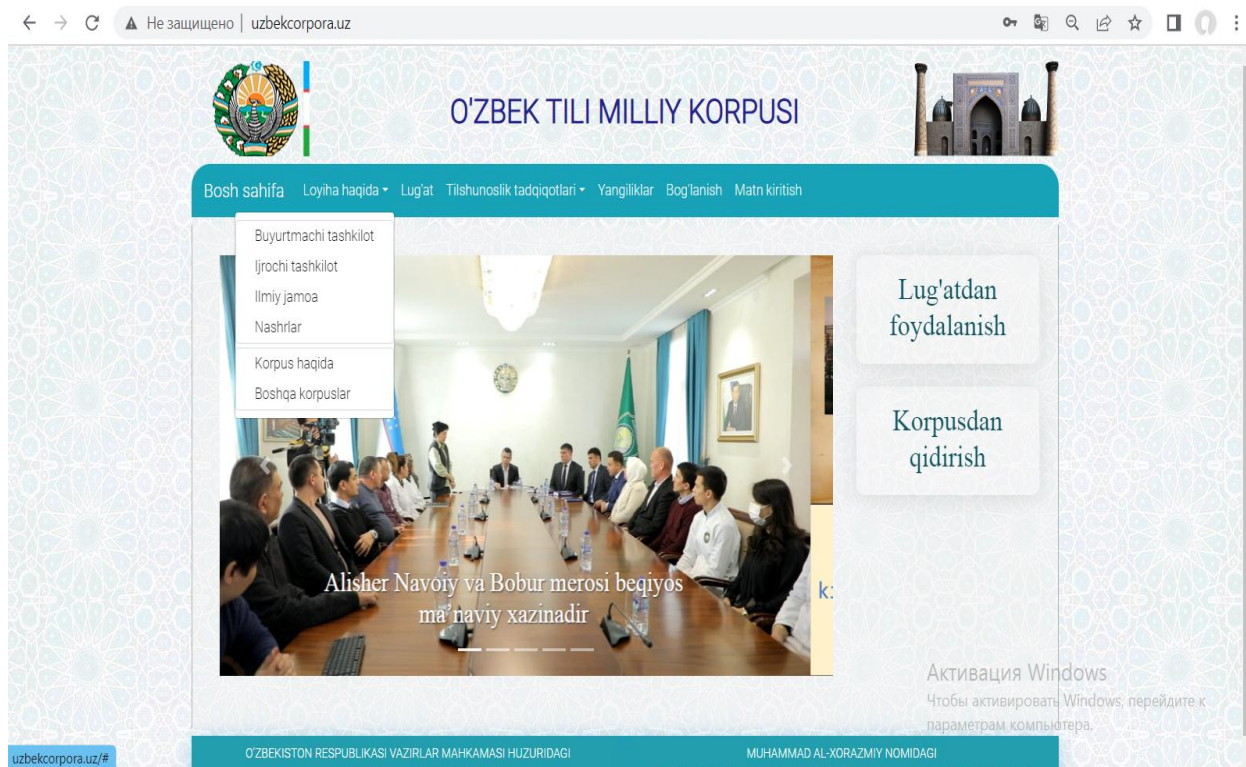 Не защищено | uzbekcorpora.uz
O'ZBEK TILI MILLIY KORPUSI
Bosh sahifa Loyiha haqida Lug'at Tilshunoslik tadqiqotlari Yangiliklar Bog'lanish Matn kiritish
Buyurtmachi tashkilot
Ijrochi tashkilot
Ilmiy jamoa
Nashrlar
Korpus haqida
Boshqa korpuslar
Lug'atdan
foydalanish
Korpusdan
qidirish
Alisher Navoiy va Bobur merosi beqiyos
ma'naviy xazinadir
Активация Windows
Чтобы активировать Windows, перейдите к
параметрам компьютера.
O'ZBEKISTON RESPUBLIKASI VAZIRLAR MAHKAMASI HUZURIDAGI MUHAMMAD AL-XORAZMIY NOMIDAGI
uzbekcorpora.uz/#